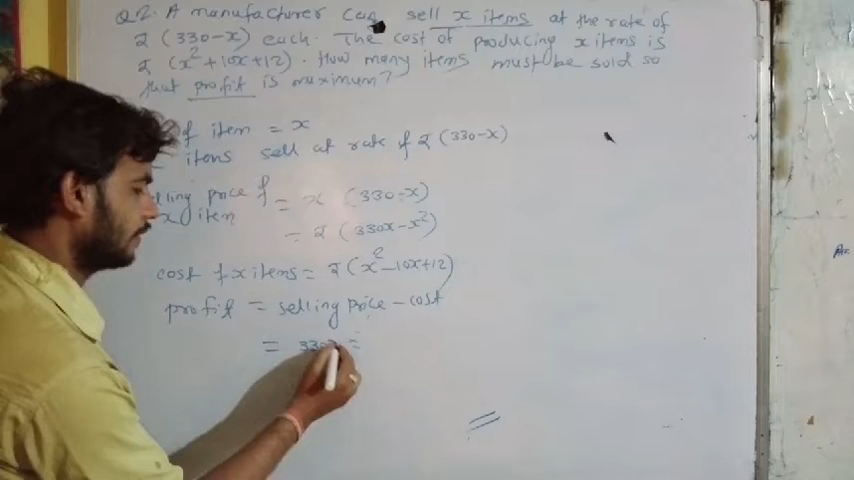 Q2. A manufacturer can sell x items at the rate of
₹ (330-x) each. The cost of producing x items is
₹ (x²+10x+12). How many items must be sold so
that profit is maximum?
of item = x
items sell at rate of ₹ (330-x)
lling price of = x (330-x)
x item
= ₹ (330x-x²)
cost of x items = ₹ (x²-10x+12)
profit = selling price - cost
= 330